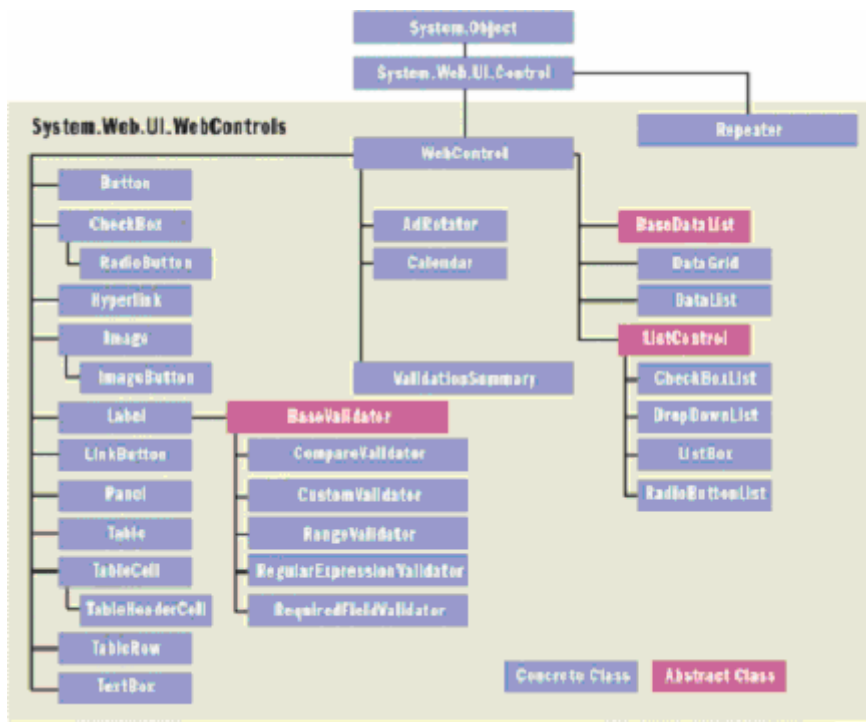 System.Object
System.Web.UI.Control
System.Web.UI.WebControls
Repeater
WebControl
Button
CheckBox
RadioButton
Hyperlink
Image
ImageButton
Label
LinkButton
Panel
Table
TableCell
TableHeaderCell
TableRow
TextBox
AdRotator
Calendar
ValidationSummary
BaseValidator
CompareValidator
CustomValidator
RangeValidator
RegularExpressionValidator
RequiredFieldValidator
BaseDataList
DataGrid
DataList
ListControl
CheckBoxList
DropDownList
ListBox
RadioButtonList
Concrete Class
Abstract Class